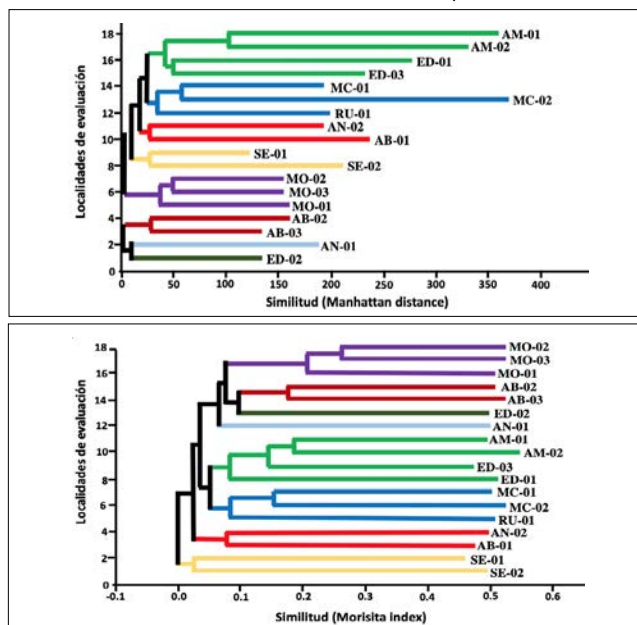 Localidades de evaluación
18
16
14
12
10
8
6
4
2
0
AM-01
AM-02
ED-01
ED-03
MC-01
MC-02
RU-01
AN-02
AB-01
SE-01
SE-02
MO-02
MO-03
MO-01
AB-02
AB-03
AN-01
ED-02
0 50 100 150 200 250 300 350 400
Similitud (Manhattan distance)
Localidades de evaluación
18
16
14
12
10
8
6
4
2
0
MO-02
MO-03
MO-01
AB-02
AB-03
ED-02
AN-01
AM-01
AM-02
ED-03
ED-01
MC-01
MC-02
RU-01
AN-02
AB-01
SE-01
SE-02
-0.1 0.0 0.1 0.2 0.3 0.4 0.5 0.6
Similitud (Morisita index)